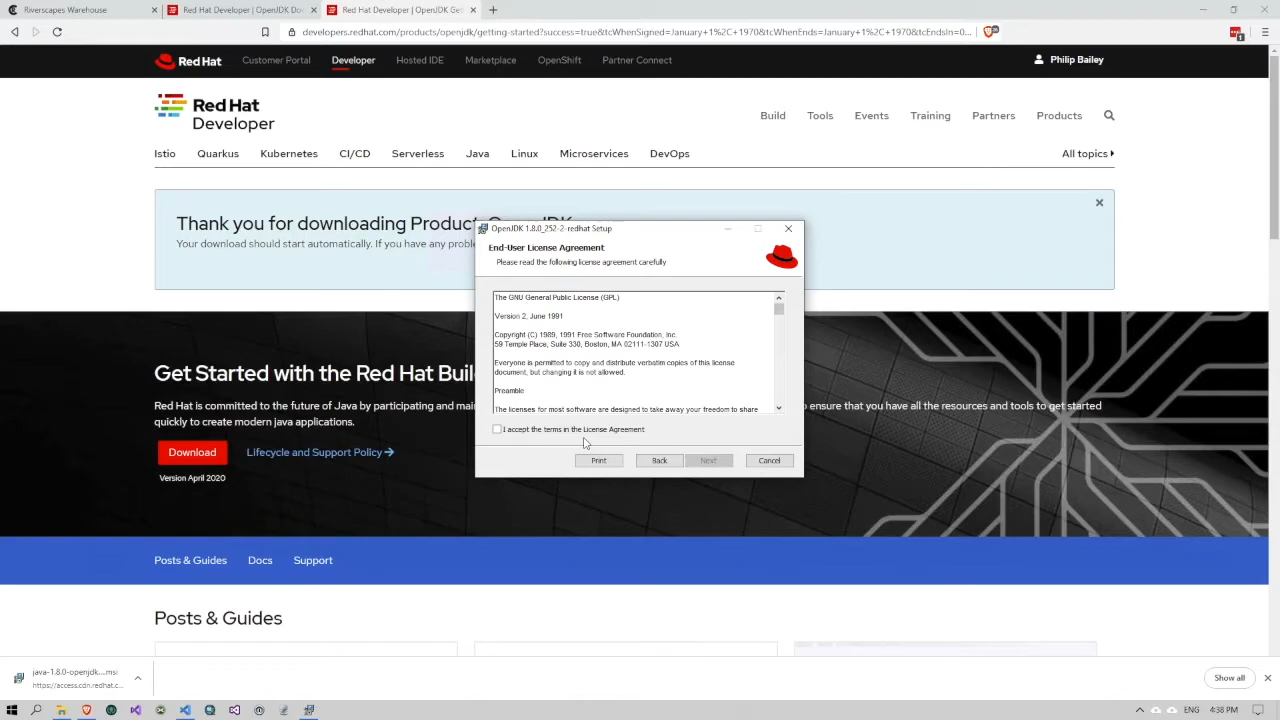 Riverscapes Warehouse
Red Hat Developer | OpenJDK Do
Red Hat Developer | OpenJDK Get
developers.redhat.com/products/openjdk/getting-started?success=true&tcWhenSigned=January+1%2C+1970&tcWhenEnds=January+1%2C+1970&tcEndsIn=0...
Red Hat
Customer Portal
Developer
Hosted IDE
Marketplace
OpenShift
Partner Connect
Philip Bailey
Red Hat
Developer
Build
Tools
Events
Training
Partners
Products
Istio
Quarkus
Kubernetes
CI/CD
Serverless
Java
Linux
Microservices
DevOps
All topics
Thank you for downloading Product
Your download should start automatically. If you have any proble
OpenJDK 1.8.0_252-2-redhat Setup
End-User License Agreement
Please read the following license agreement carefully
The GNU General Public License (GPL)
Version 2, June 1991
Copyright (C) 1989, 1991 Free Software Foundation, Inc.
59 Temple Place, Suite 330, Boston, MA 02111-1307 USA
Everyone is permitted to copy and distribute verbatim copies of this license
document, but changing it is not allowed.
Preamble
The licenses for most software are designed to take away your freedom to share
I accept the terms in the License Agreement
Print
Back
Next
Cancel
Get Started with the Red Hat Buil
Red Hat is committed to the future of Java by participating and mai
o ensure that you have all the resources and tools to get started
quickly to create modern java applications.
Download
Lifecycle and Support Policy
Version April 2020
Posts & Guides
Docs
Support
Posts & Guides
java-1.8.0-openjdk....msi
https://access.cdn.redhat.c...
Show all
ENG
4:38 PM